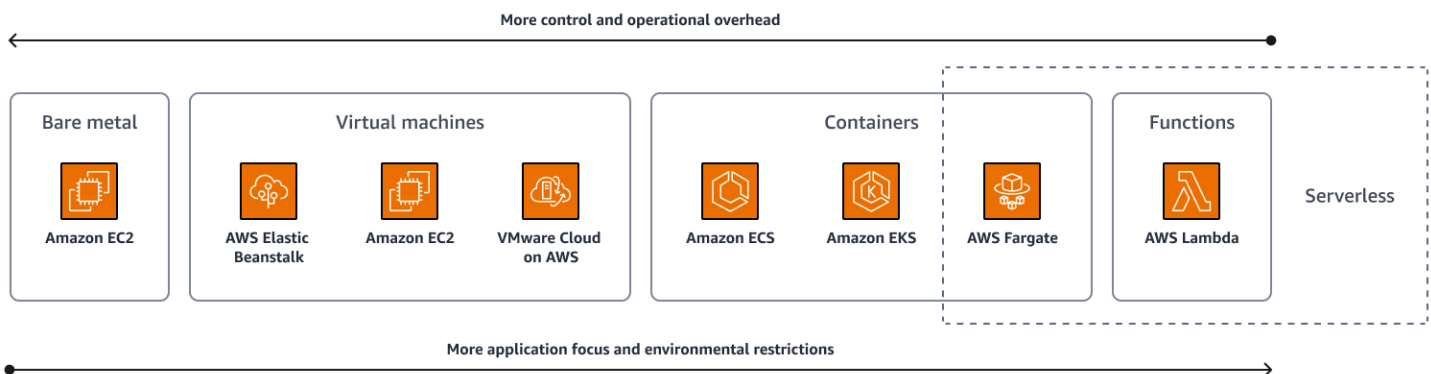 More control and operational overhead
Bare metal
Virtual machines
Containers
Functions
Serverless
Amazon EC2
AWS Elastic
Beanstalk
Amazon EC2
VMware Cloud
on AWS
Amazon ECS
K
Amazon EKS
AWS Fargate
AWS Lambda
More application focus and environmental restrictions